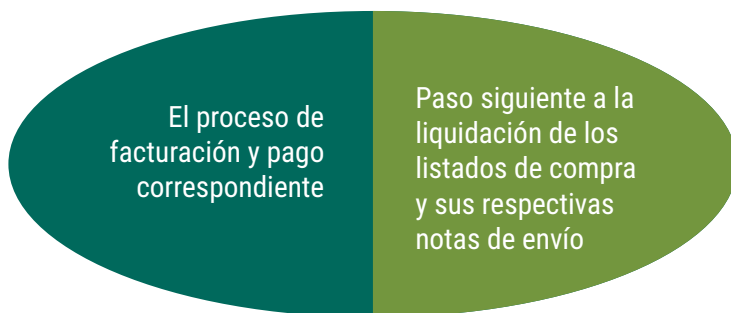 El proceso de
facturación y pago
correspondiente
Paso siguiente a la
liquidación de los
listados de compra
y sus respectivas
notas de envío